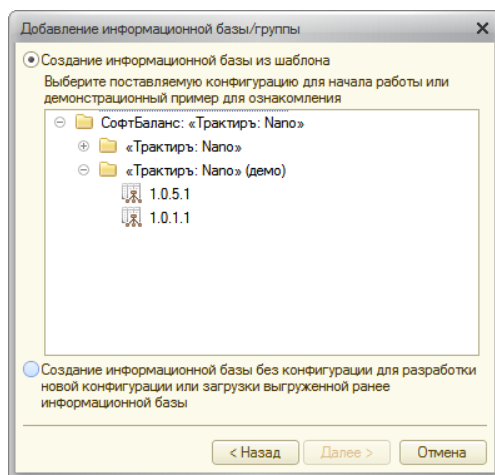 Добавление информационной базы/группы
Создание информационной базы из шаблона
Выберите поставляемую конфигурацию для начала работы или
демонстрационный пример для ознакомления
СофтБаланс: «Трактиръ: Nano»
«Трактиръ: Nano»
«Трактиръ: Nano» (демо)
1.0.5.1
1.0.1.1
Создание информационной базы без конфигурации для разработки
новой конфигурации или загрузки выгруженной ранее
информационной базы
< Назад Далее > Отмена